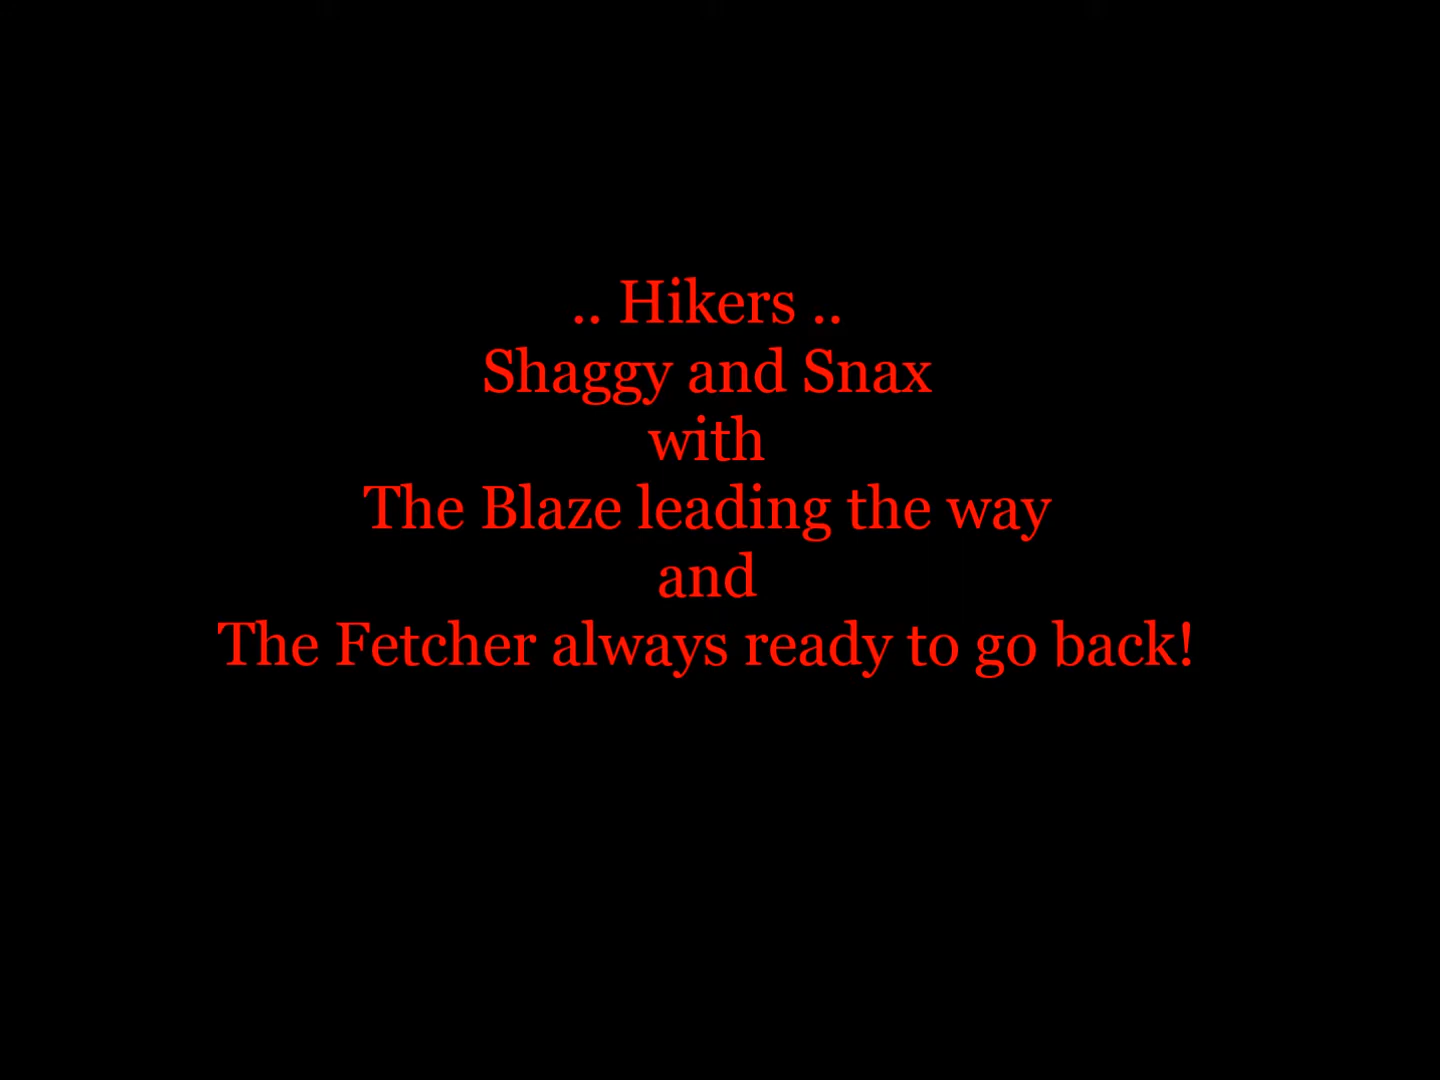 .. Hikers ..
Shaggy and Snax
with
The Blaze leading the way
and
The Fetcher always ready to go back!